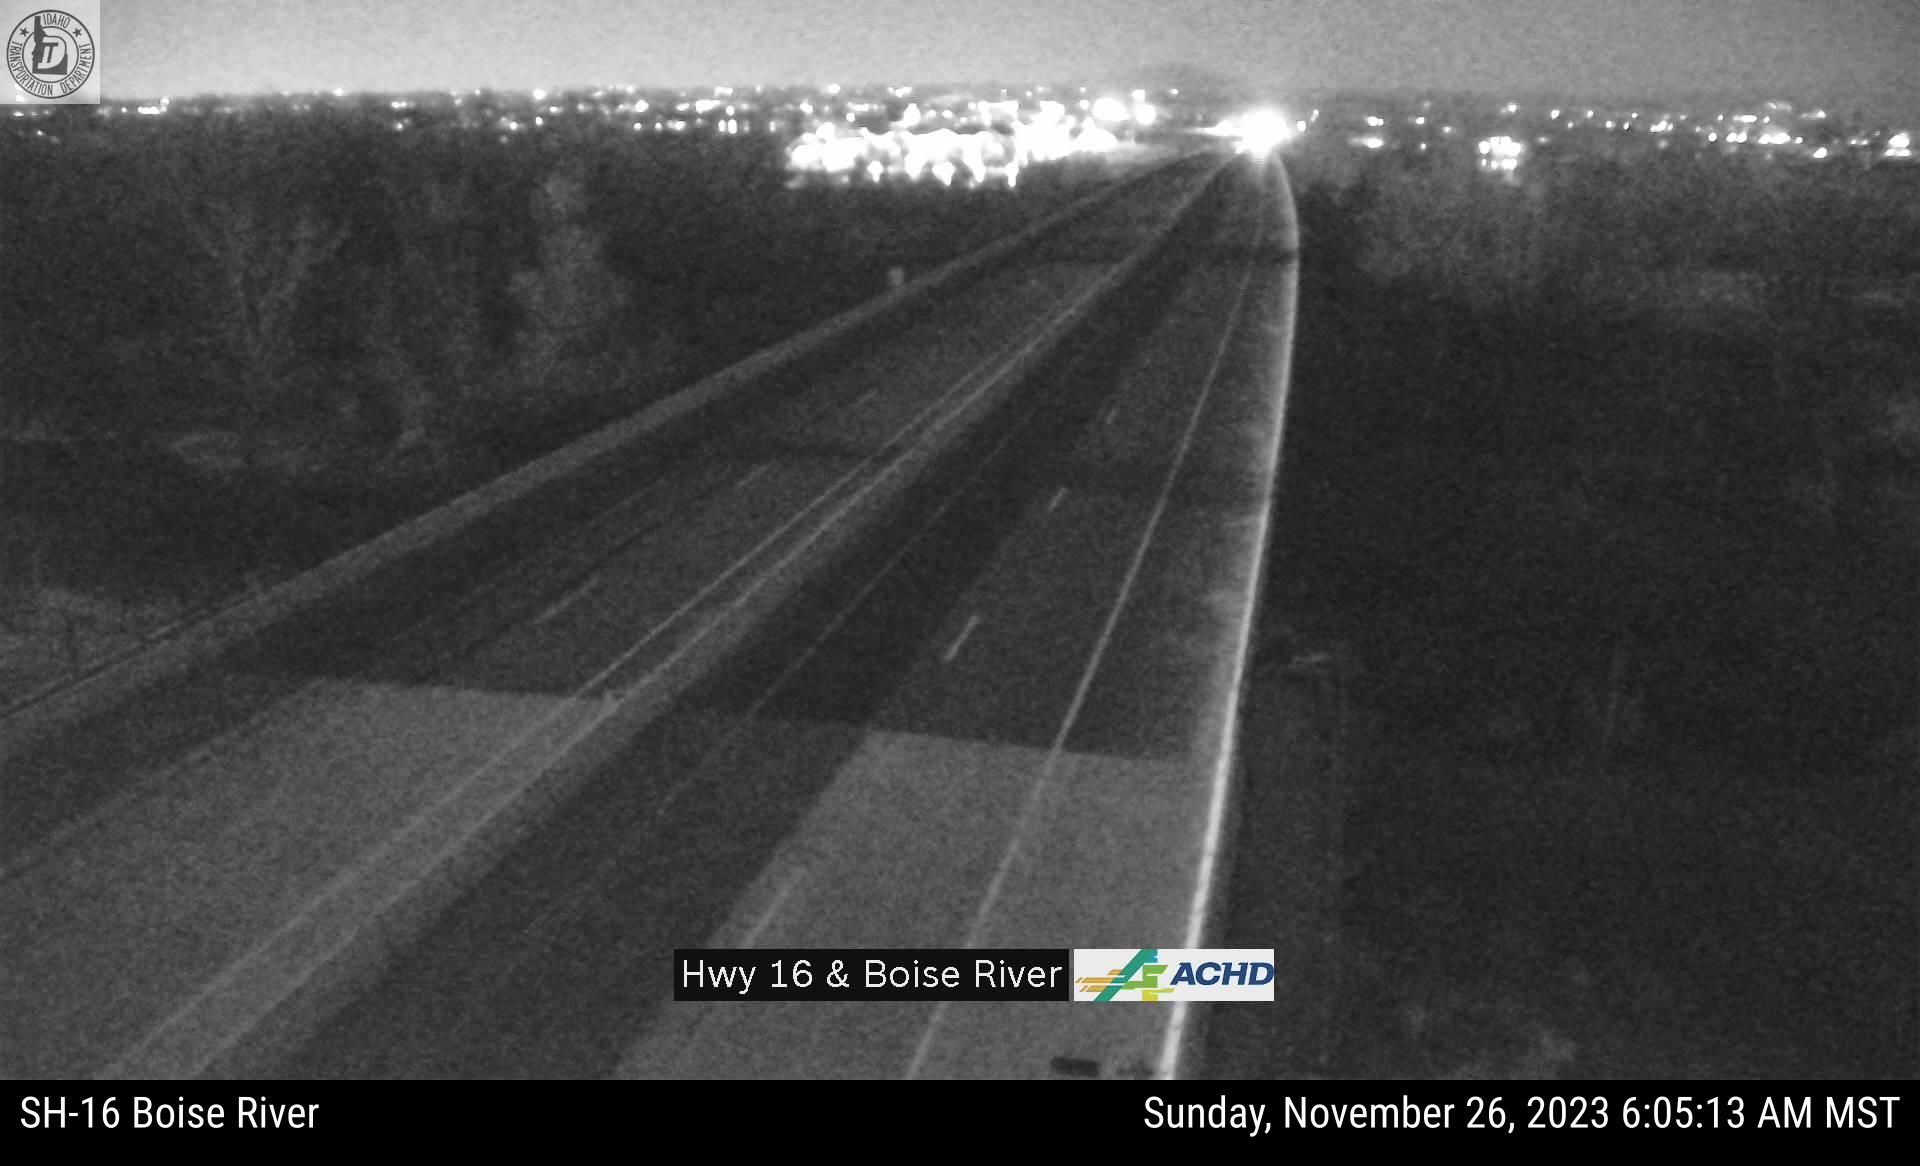 IDAHO
TRANSPORTATION DEPARTMENT
T
Hwy 16 & Boise River
ACHD
SH-16 Boise River
Sunday, November 26, 2023 6:05:13 AM MST